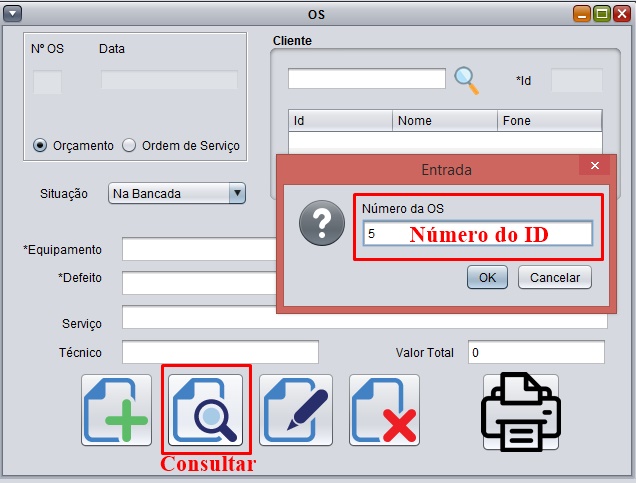 OS
Nº OS
Data
Cliente
*Id
Id Nome Fone
Orçamento Ordem de Serviço
Entrada
Situação Na Bancada
Número da OS
5 Número do ID
*Equipamento
*Defeito
OK Cancelar
Serviço
Técnico Valor Total 0
Consultar